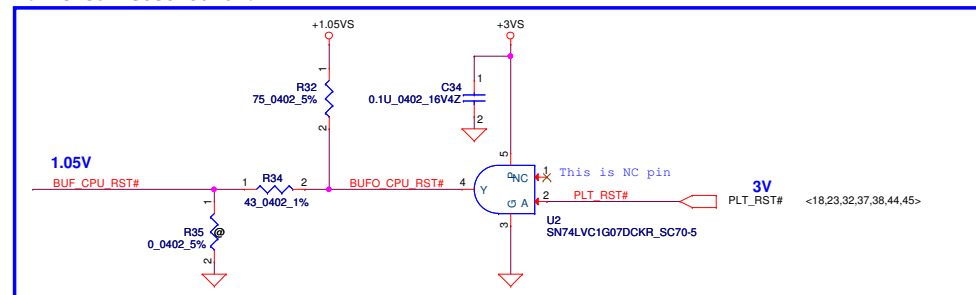 +1.05VS
+3VS
1
R32
75_0402_5%
2
C34
0.1U_0402_16V4Z
1
2
1.05V
BUF_CPU_RST#
1
R34
2
43_0402_1%
BUFO_CPU_RST#
4
Y
5
P
NC
1
This is NC pin
G
A
2
PLT_RST#
3V
PLT_RST#
<18,23,32,37,38,44,45>
3
U2
SN74LVC1G07DCKR_SC70-5
1
R35
@
0_0402_5%
2